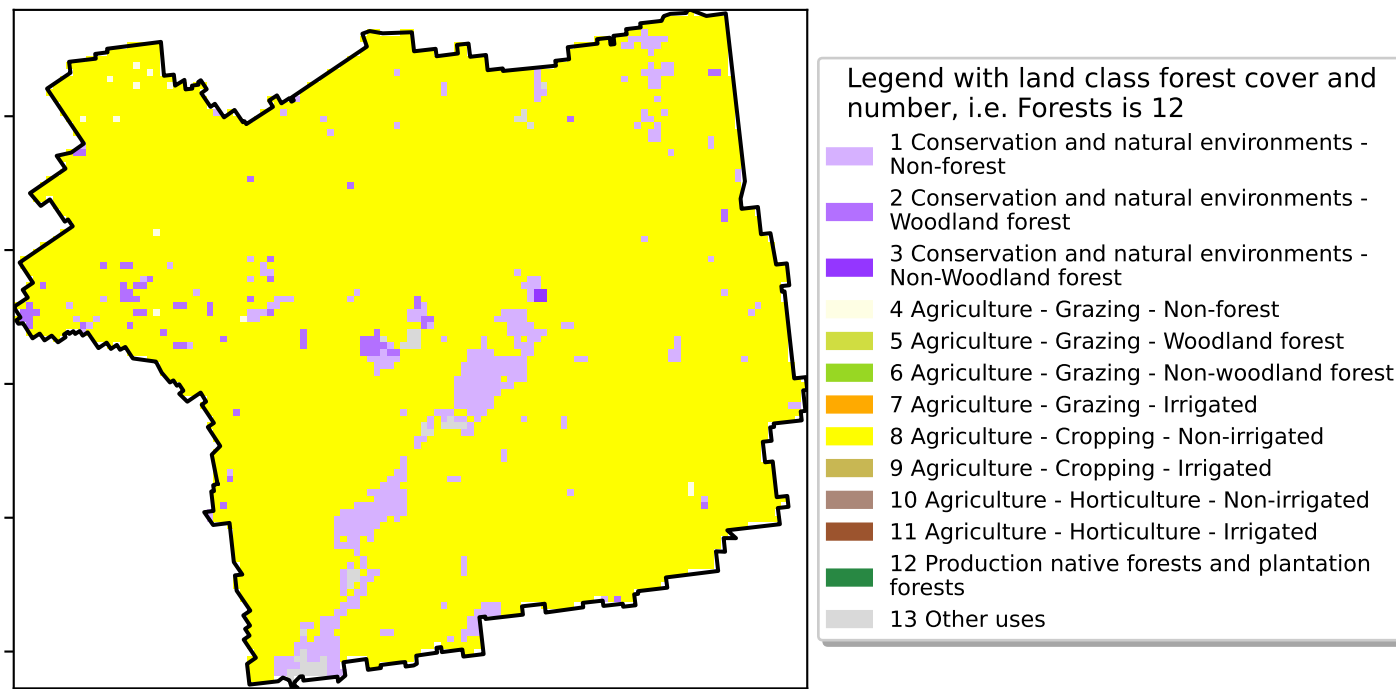 Legend with land class forest cover and
number, i.e. Forests is 12
1 Conservation and natural environments -
Non-forest
2 Conservation and natural environments -
Woodland forest
3 Conservation and natural environments -
Non-Woodland forest
4 Agriculture - Grazing - Non-forest
5 Agriculture - Grazing - Woodland forest
6 Agriculture - Grazing - Non-woodland forest
7 Agriculture - Grazing - Irrigated
8 Agriculture - Cropping - Non-irrigated
9 Agriculture - Cropping - Irrigated
10 Agriculture - Horticulture - Non-irrigated
11 Agriculture - Horticulture - Irrigated
12 Production native forests and plantation
forests
13 Other uses